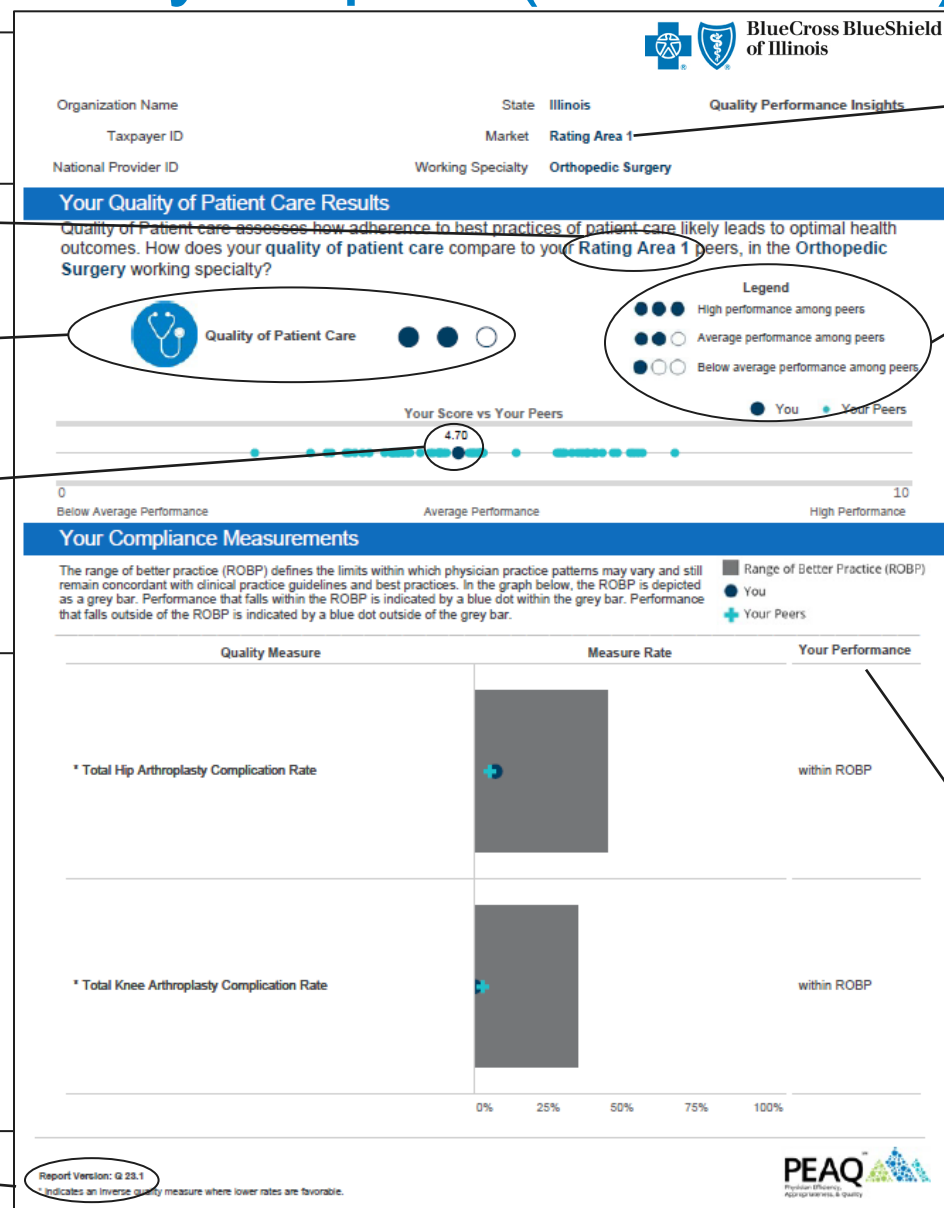 BlueCross BlueShield
of Illinois
Organization Name
State Illinois
Quality Performance Insights
Taxpayer ID
Market Rating Area 1
National Provider ID
Working Specialty Orthopedic Surgery
Your Quality of Patient Care Results
Quality of Patient care assesses how adherence to best practices of patient care likely leads to optimal health
outcomes. How does your quality of patient care compare to your Rating Area 1 peers, in the Orthopedic
Surgery working specialty?
Legend
High performance among peers
Quality of Patient Care
Average performance among peers
Below average performance among peers
Your Score vs Your Peers
You
Your Peers
4.70
0
10
Below Average Performance
Average Performance
High Performance
Your Compliance Measurements
The range of better practice (ROBP) defines the limits within which physician practice patterns may vary and still
remain concordant with clinical practice guidelines and best practices. In the graph below, the ROBP is depicted
as a grey bar. Performance that falls within the ROBP is indicated by a blue dot within the grey bar. Performance
that falls outside of the ROBP is indicated by a blue dot outside of the grey bar.
Range of Better Practice (ROBP)
You
Your Peers
Quality Measure
Measure Rate
Your Performance
* Total Hip Arthroplasty Complication Rate
within ROBP
* Total Knee Arthroplasty Complication Rate
within ROBP
0% 25% 50% 75% 100%
Report Version: Q 23.1
* Indicates an inverse quality measure where lower rates are favorable.
PEAQ
Physician Efficiency,
Appropriateness, & Quality